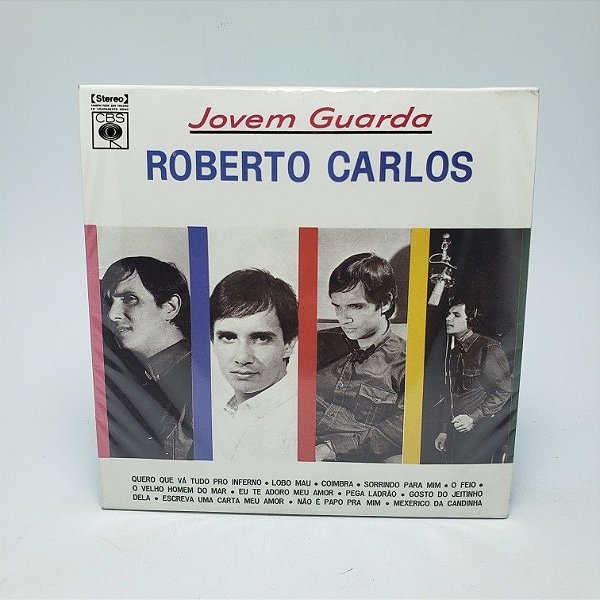 Stereo
CBS
Jovem Guarda
ROBERTO CARLOS
QUERO QUE VÁ TUDO PRO INFERNO • LOBO MAU • COIMBRA • SORRINDO PARA MIM • O FEIO •
O VELHO HOMEM DO MAR • EU TE ADORO MEU AMOR • PEGA LADRÃO • GOSTO DO JEITINHO
DELA • ESCREVA UMA CARTA MEU AMOR • NÃO É PAPO PRA MIM • MEXERICO DA CANDINHA